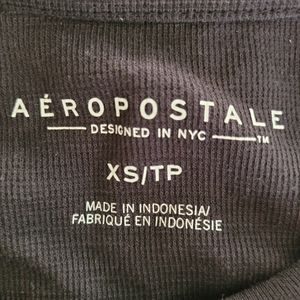 AÉROPOSTALE
DESIGNED IN NYC TM
XS/TP
MADE IN INDONESIA/
FABRIQUÉ EN INDONÉSIE